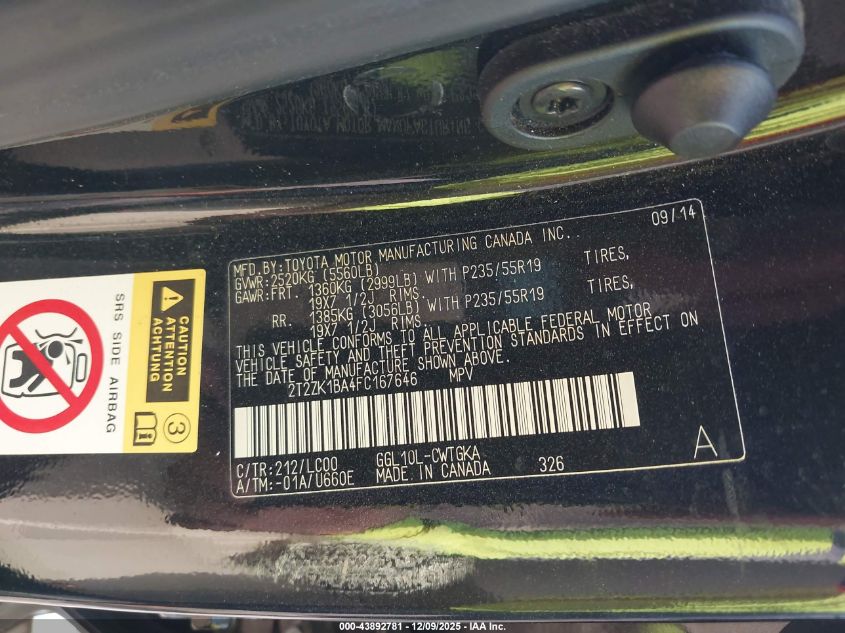 MFD.BY:TOYOTA MOTOR MANUFACTURING CANADA INC. 09/14
GVWR:2520KG (5560LB)
GAWR:FRT. 1360KG (2999LB) WITH P235/55R19 TIRES,
19X7 1/2J RIMS.
RR. 1385KG (3056LB) WITH P235/55R19 TIRES,
19X7 1/2J RIMS.
THIS VEHICLE CONFORMS TO ALL APPLICABLE FEDERAL MOTOR
VEHICLE SAFETY AND THEFT PREVENTION STANDARDS IN EFFECT ON
THE DATE OF MANUFACTURE SHOWN ABOVE.
2T2ZK1BA4FC167646 MPV
C/TR:212/LC00 GGL10L-CWTGKA
A/TM:-01A/U660E MADE IN CANADA 326 A
CAUTION
ATTENTION
ACHTUNG
SRS SIDE AIRBAG
3
000-43892781 - 12/09/2025 - IAA Inc.